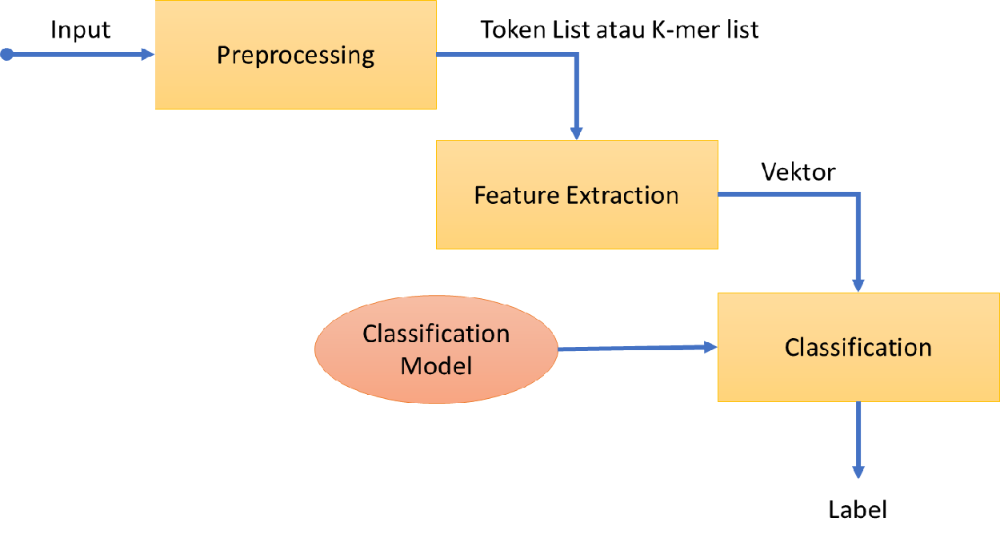 Input
Preprocessing
Token List atau K-mer list
Feature Extraction
Vektor
Classification
Model
Classification
Label